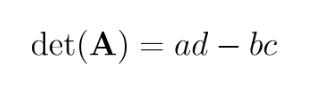 det(A) = ad − bc